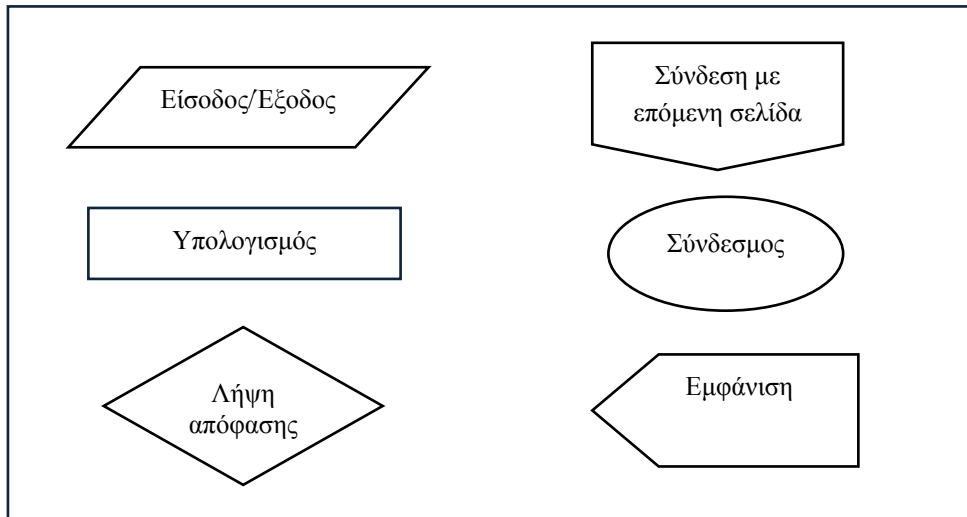 Είσοδος/Εξοδος
Σύνδεση με
επόμενη σελίδα
Υπολογισμός
Σύνδεσμος
Λήψη
απόφασης
Εμφάνιση